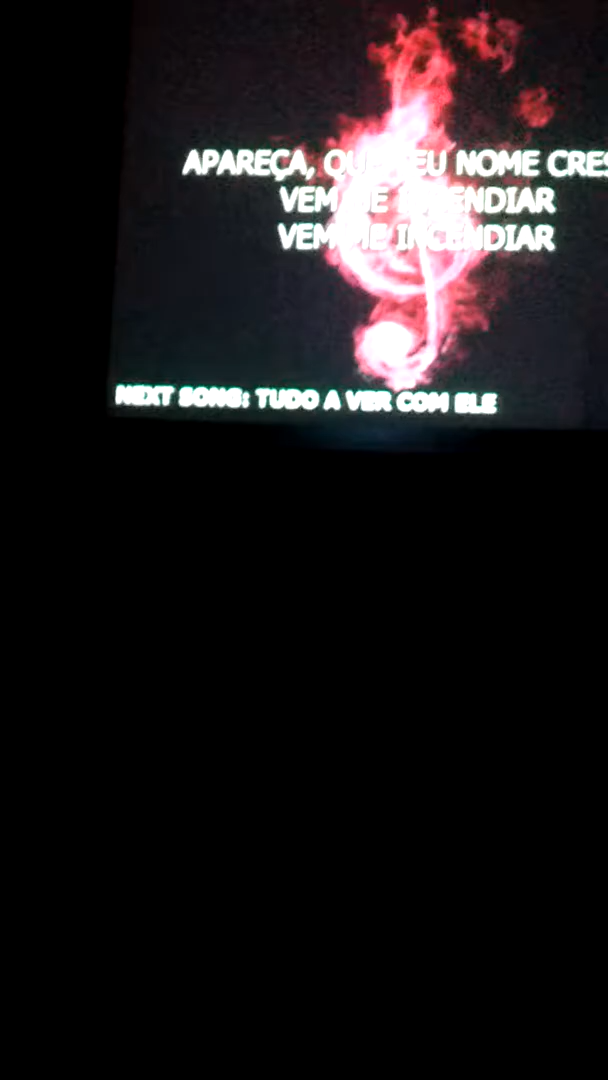 APAREÇA, QUE TEU NOME CRES
VEM ME INCENDIAR
VEM ME INCENDIAR
NEXT SONG: TUDO A VER COM ELE